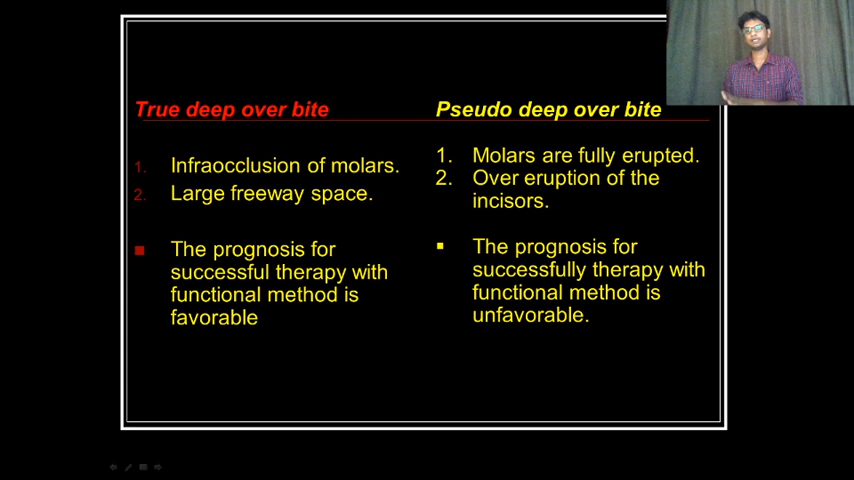 True deep over bite
1. Infraocclusion of molars.
2. Large freeway space.
■ The prognosis for
successful therapy with
functional method is
favorable
Pseudo deep over bite
1. Molars are fully erupted.
2. Over eruption of the
incisors.
▪ The prognosis for
successfully therapy with
functional method is
unfavorable.